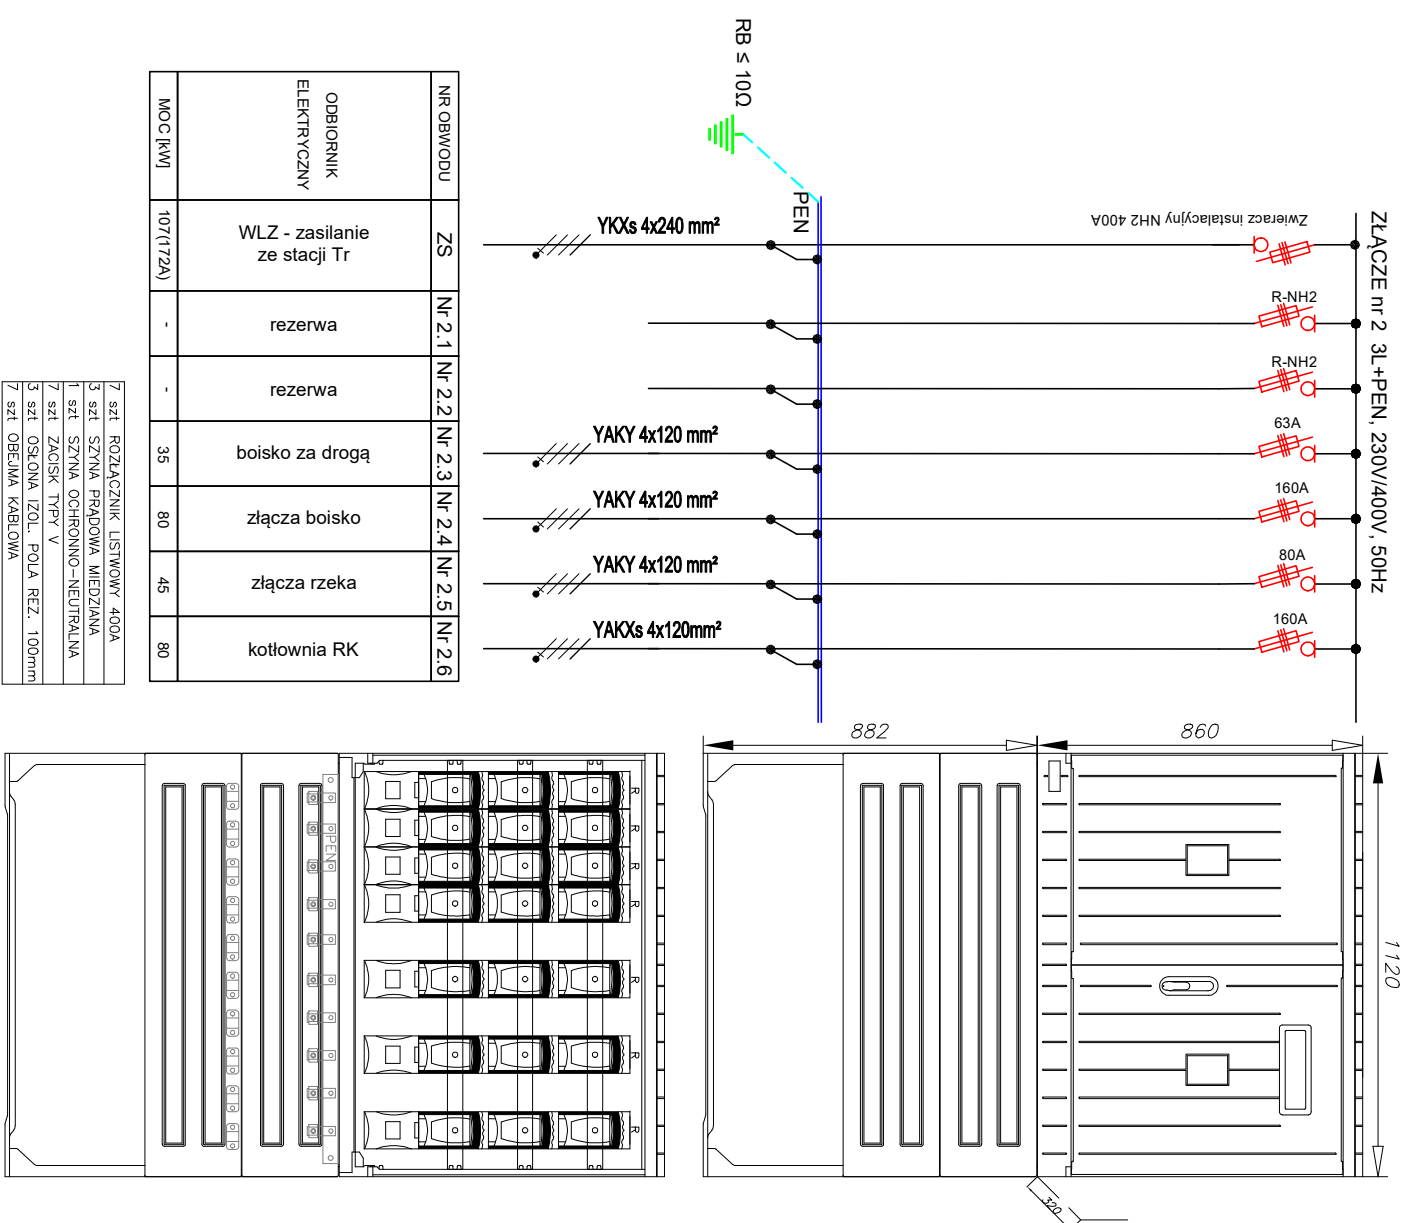 ZŁĄCZE nr 2  3L+PEN, 230V/400V, 50Hz
Zwieracz instalacyjny NH2 400A
R-NH2
R-NH2
63A
160A
80A
160A
PEN
RB ≤ 10Ω
YKXs 4x240 mm²
YAKY 4x120 mm²
YAKY 4x120 mm²
YAKY 4x120 mm²
YAKXs 4x120mm²
NR OBWODU
ZS
Nr 2.1
Nr 2.2
Nr 2.3
Nr 2.4
Nr 2.5
Nr 2.6
ODBIORNIK
ELEKTRYCZNY
WLZ - zasilanie
ze stacji Tr
rezerwa
rezerwa
boisko za drogą
złącza boisko
złącza rzeka
kotłownia RK
MOC [kW]
107(172A)
-
-
35
80
45
80
7 szt ROZŁĄCZNIK LISTWOWY 400A
3 szt SZYNA PRĄDOWA MIEDZIANA
1 szt SZYNA OCHRONNO-NEUTRALNA
7 szt ZACISK TYPY V
3 szt OSŁONA IZOL. POLA REZ. 100mm
7 szt OBEJMA KABLOWA
882
860
1120
320
PEN
R
R
R
R
R
R
R